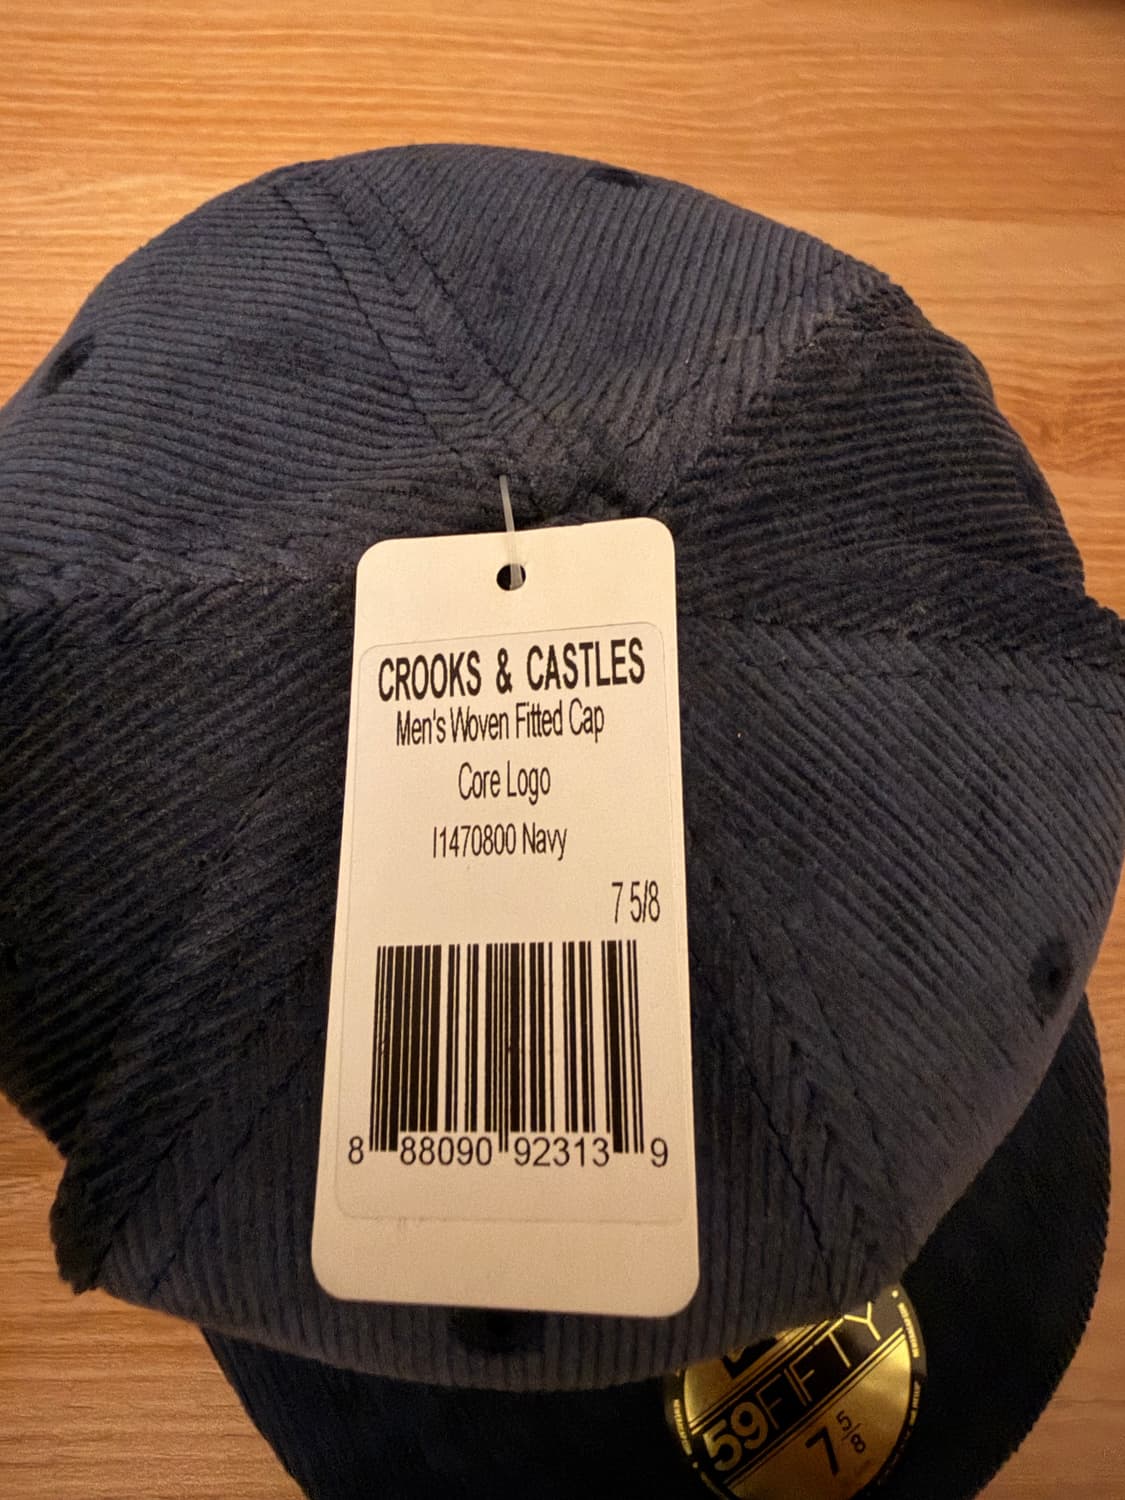 CROOKS & CASTLES
Men's Woven Fitted Cap
Core Logo
I1470800 Navy
7 5/8
8 88090 92313 9
59FIFTY
7 5/8